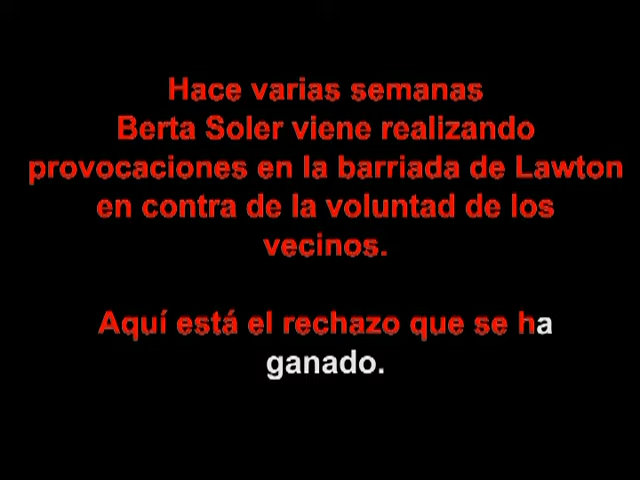 Hace varias semanas
Berta Soler viene realizando
provocaciones en la barriada de Lawton
en contra de la voluntad de los
vecinos.
Aquí está el rechazo que se ha
ganado.